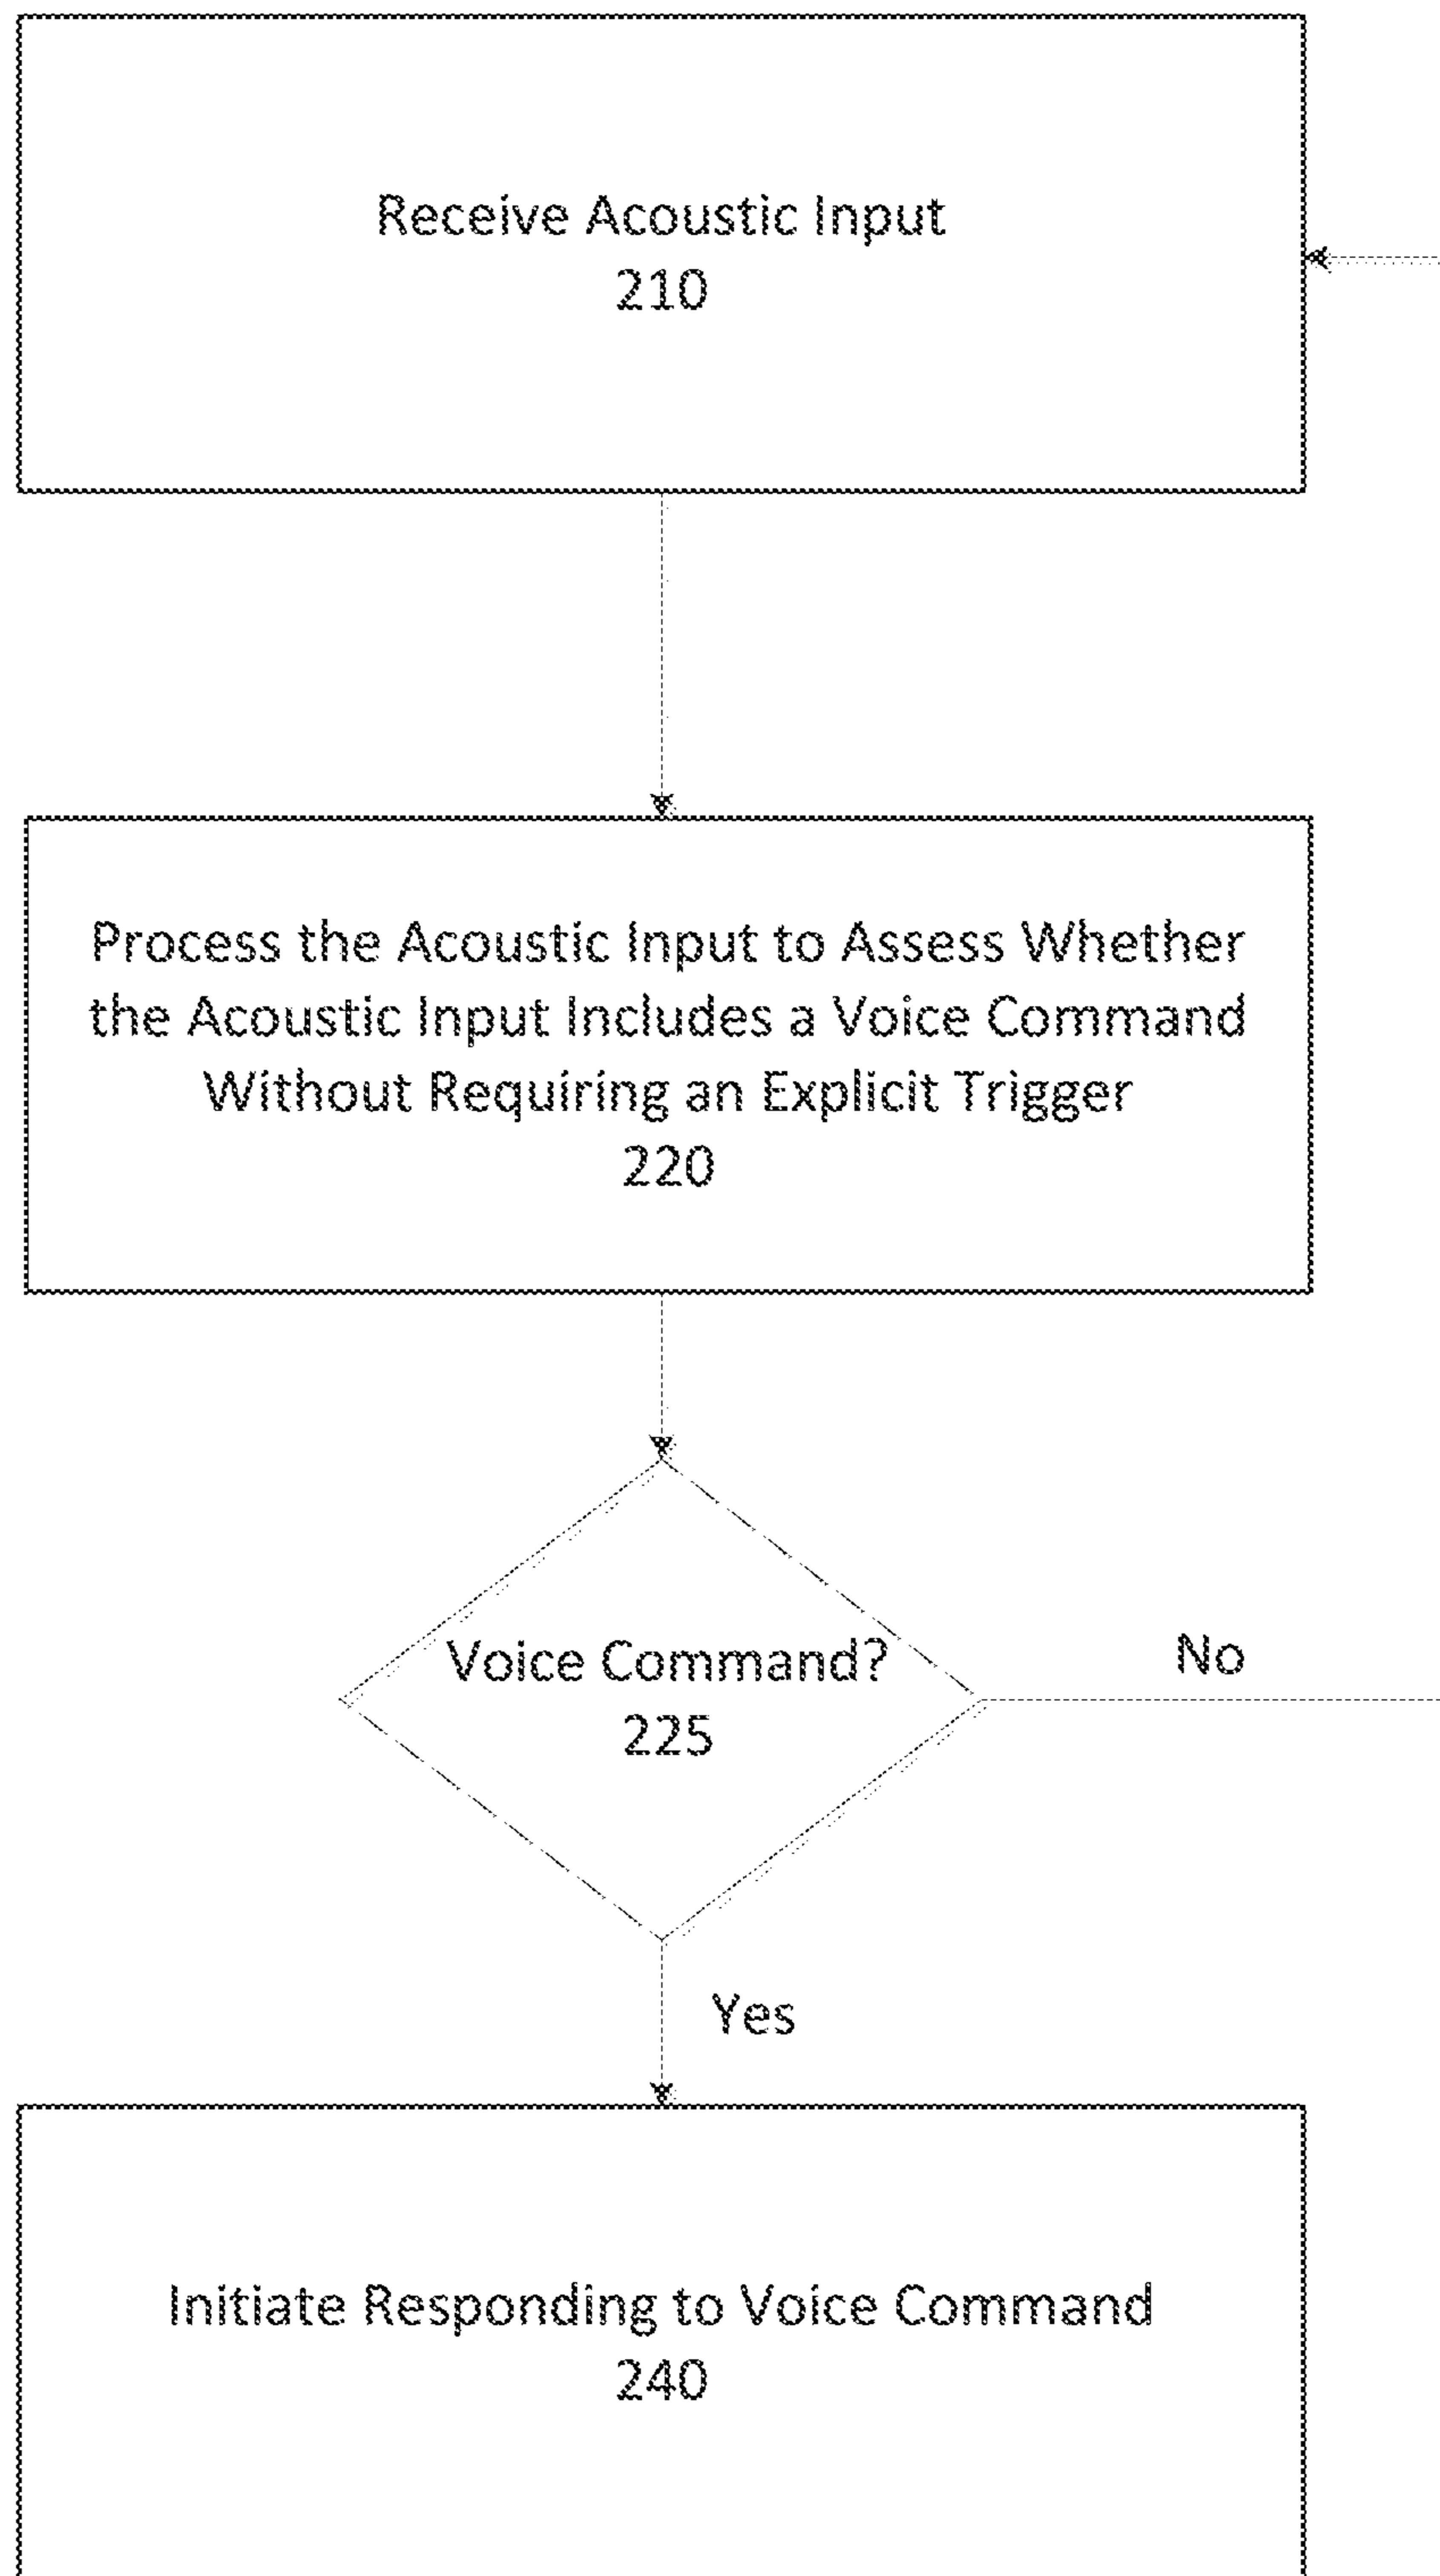 Receive Acoustic Input
210
Process the Acoustic Input to Assess Whether
the Acoustic Input Includes a Voice Command
Without Requiring an Explicit Trigger
220
Voice Command?
225
No
Yes
Initiate Responding to Voice Command
240